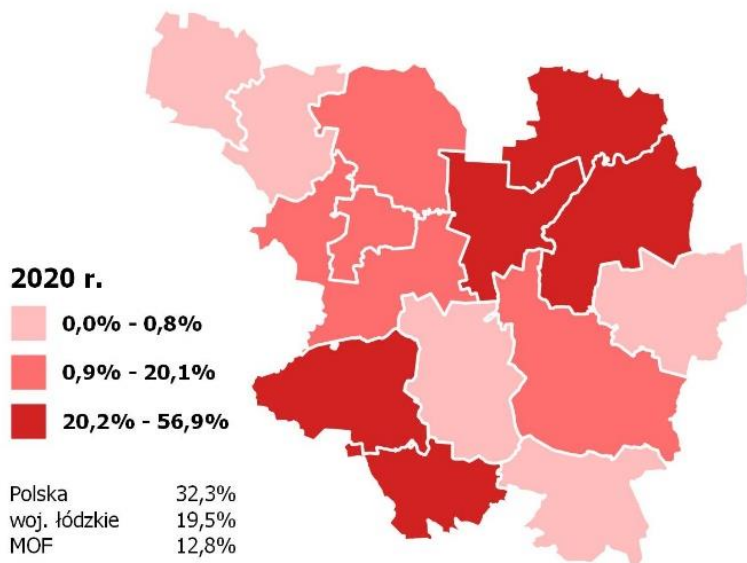 2020 r.
0,0% - 0,8%
0,9% - 20,1%
20,2% - 56,9%
Polska 32,3%
woj. łódzkie 19,5%
MOF 12,8%